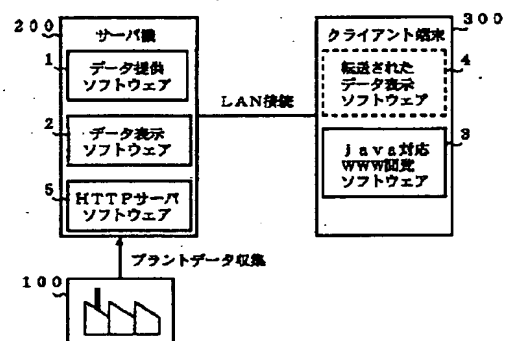 200
サーバ機
1
データ提供
ソフトウェア
2
データ表示
ソフトウェア
5
HTTPサーバ
ソフトウェア
LAN接続
300
クライアント端末
4
転送された
データ表示
ソフトウェア
3
java対応
WWW閲覧
ソフトウェア
プラントデータ収集
100